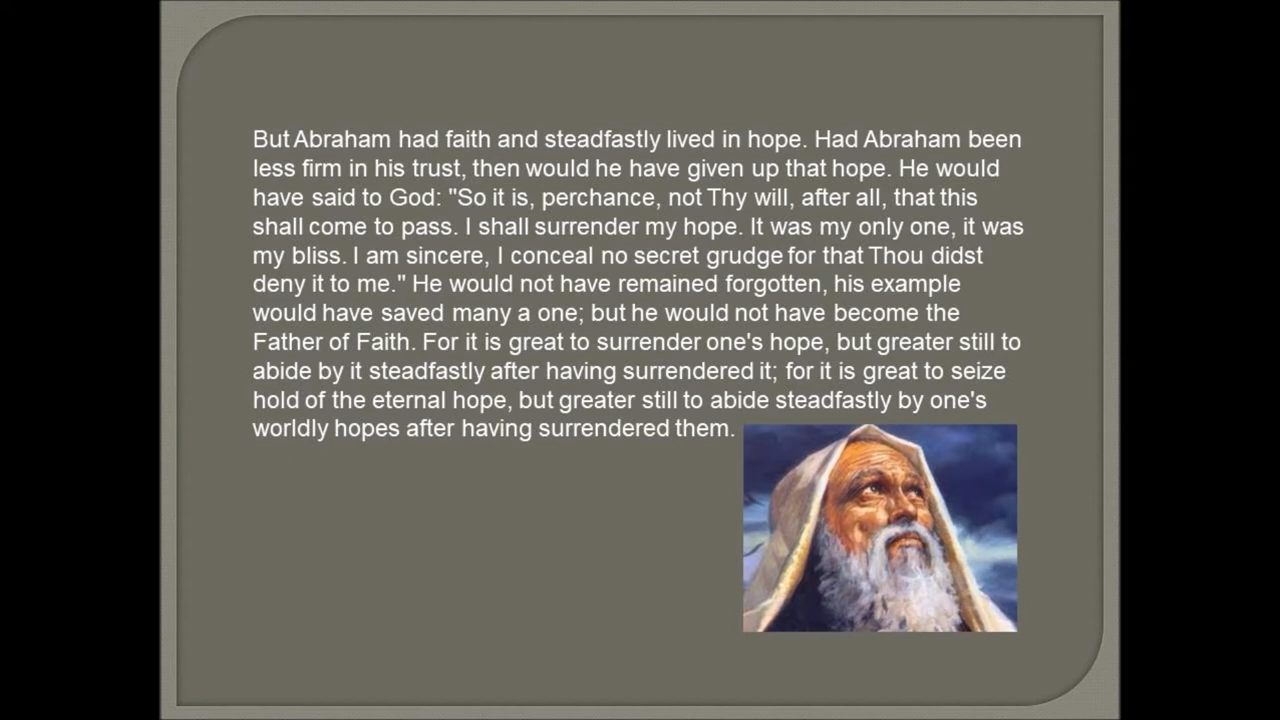 But Abraham had faith and steadfastly lived in hope. Had Abraham been
less firm in his trust, then would he have given up that hope. He would
have said to God: "So it is, perchance, not Thy will, after all, that this
shall come to pass. I shall surrender my hope. It was my only one, it was
my bliss. I am sincere, I conceal no secret grudge for that Thou didst
deny it to me." He would not have remained forgotten, his example
would have saved many a one; but he would not have become the
Father of Faith. For it is great to surrender one's hope, but greater still to
abide by it steadfastly after having surrendered it; for it is great to seize
hold of the eternal hope, but greater still to abide steadfastly by one's
worldly hopes after having surrendered them.